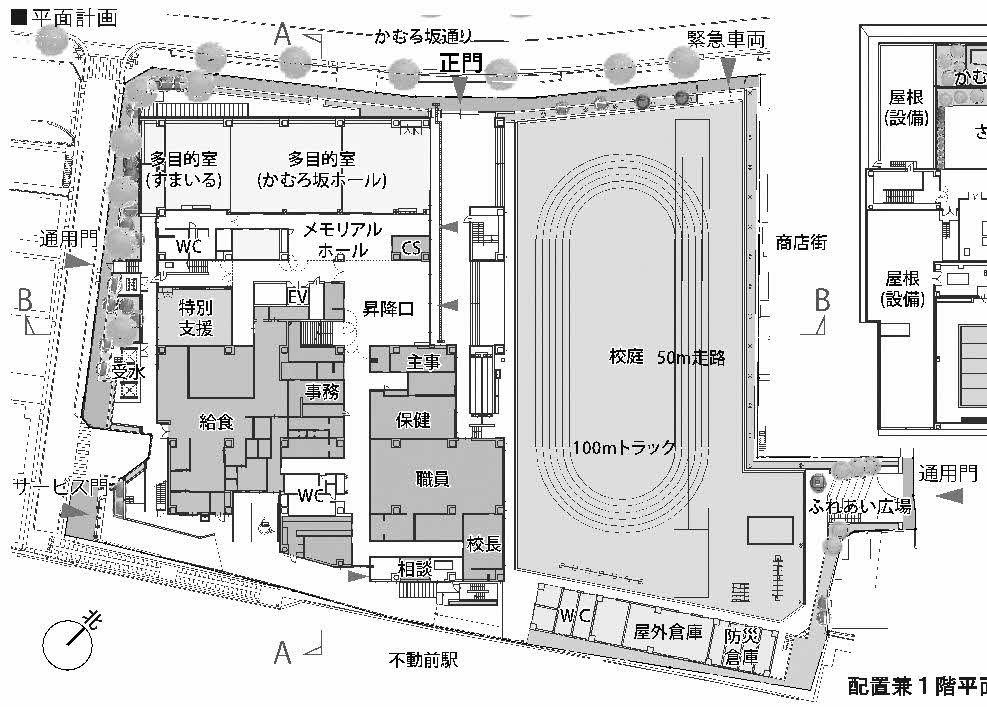 ■平面計画
A
かむろ坂通り
正門
緊急車両
屋根
(設備)
かむ
さ
多目的室
(すまいる)
多目的室
(かむろ坂ホール)
通用門
WC
メモリアル
ホール
CS
商店街
B
特別
支援
EV
昇降口
B
屋根
(設備)
受水
主事
校庭
50m走路
給食
事務
保健
100mトラック
サービス門
WC
職員
通用門
ふれあい広場
校長
相談
WC
屋外倉庫
防災
倉庫
北
A
不動前駅
配置兼1階平面